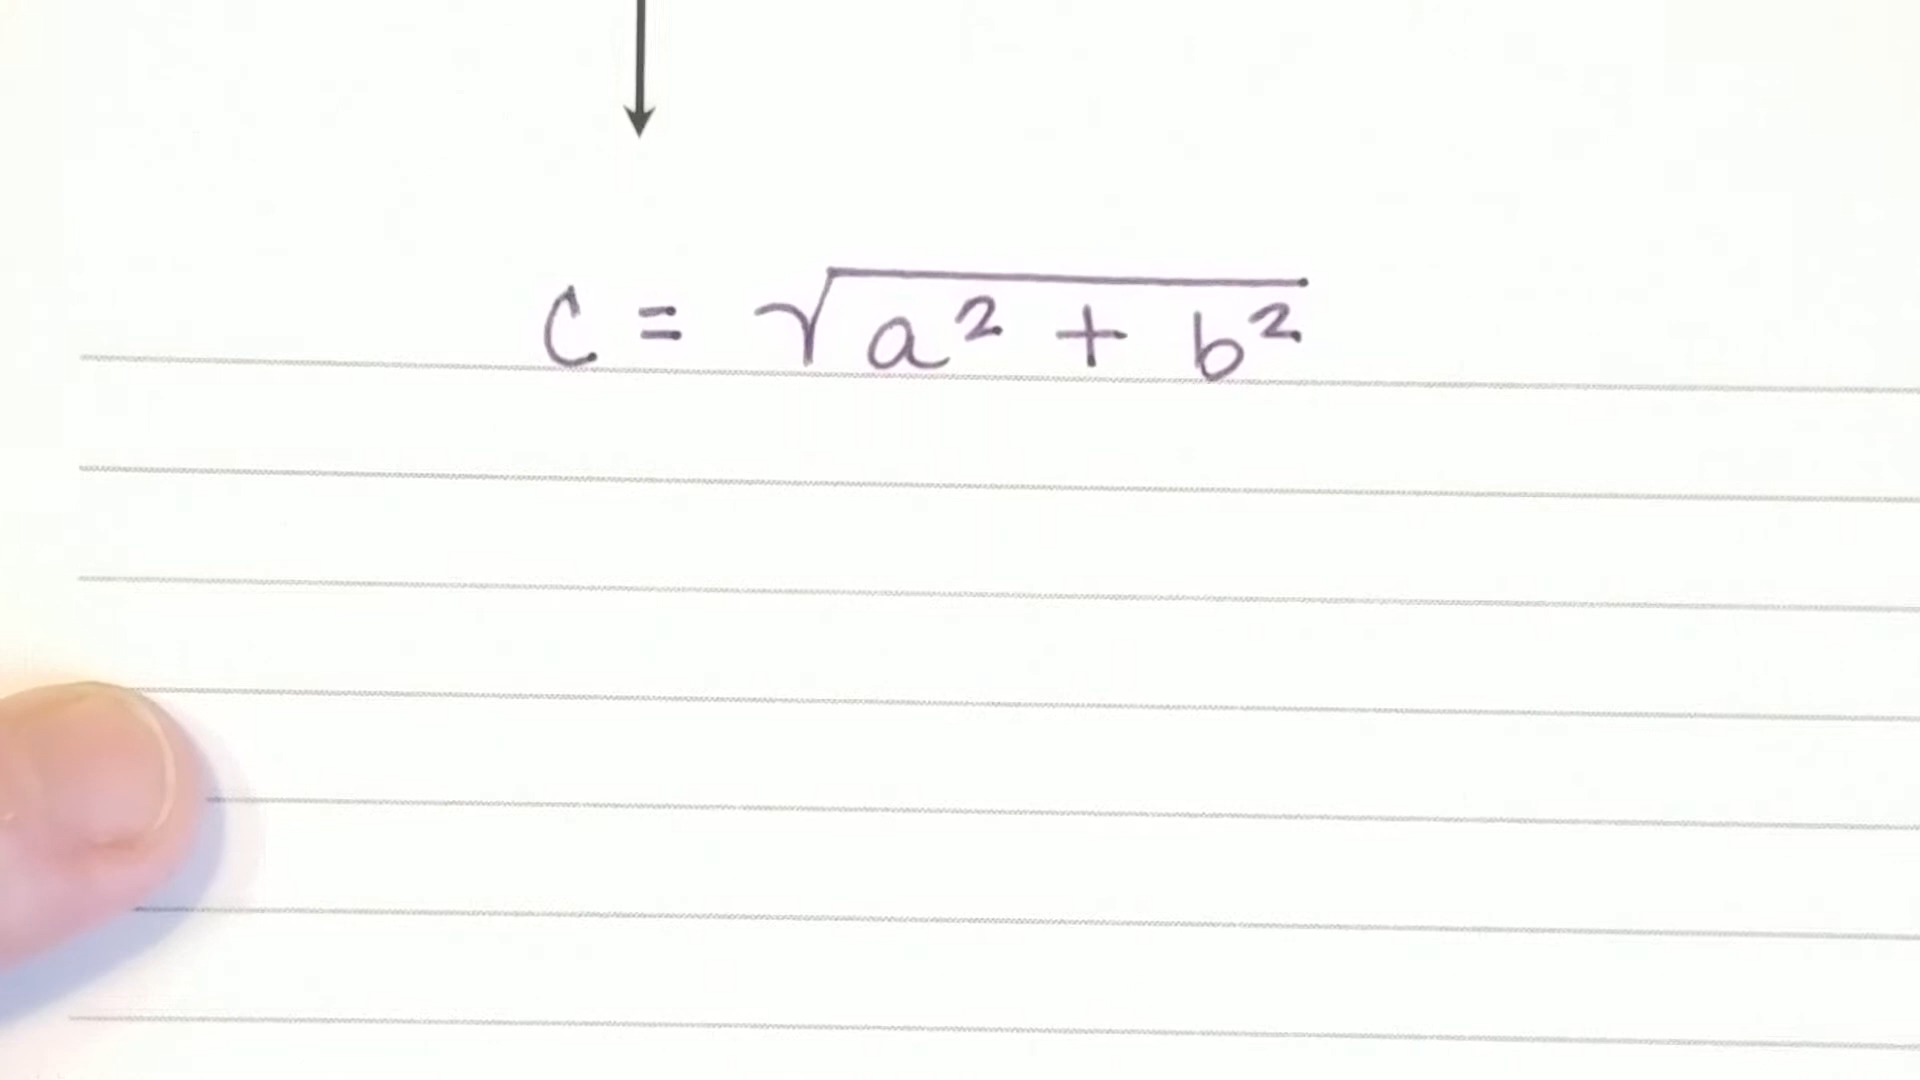 c = √a² + b²